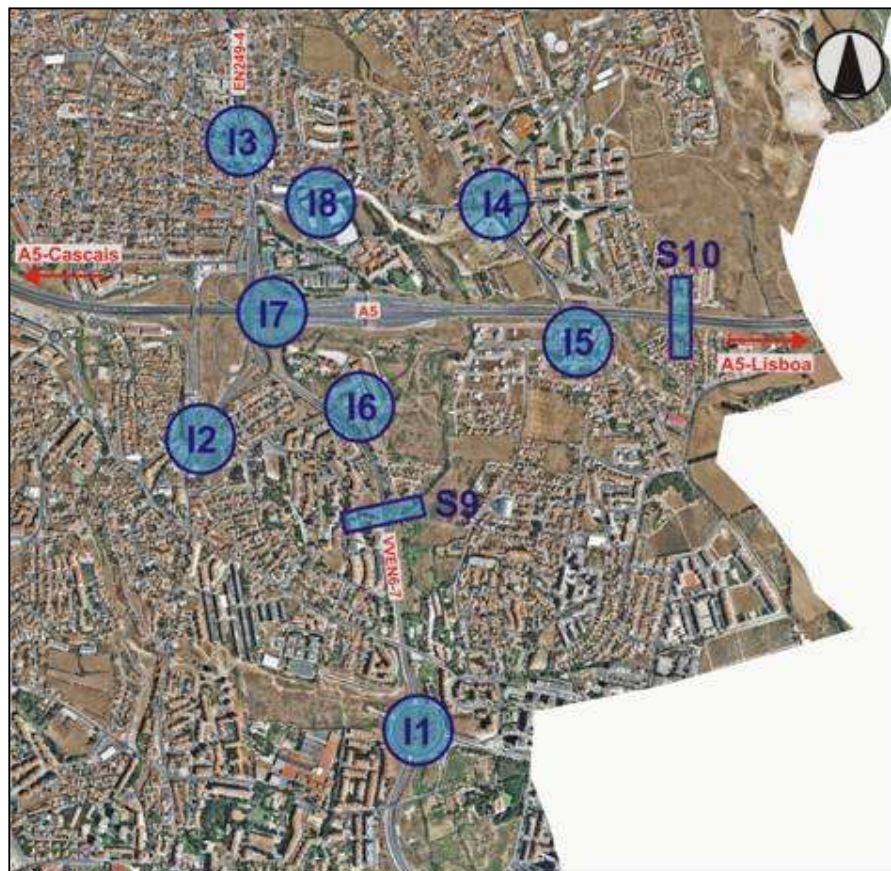 EN249-4
I3
I8
I4
A5-Cascais
S10
I7
A5
I5
A5-Lisboa
I6
I2
S9
VVEN6-7
I1